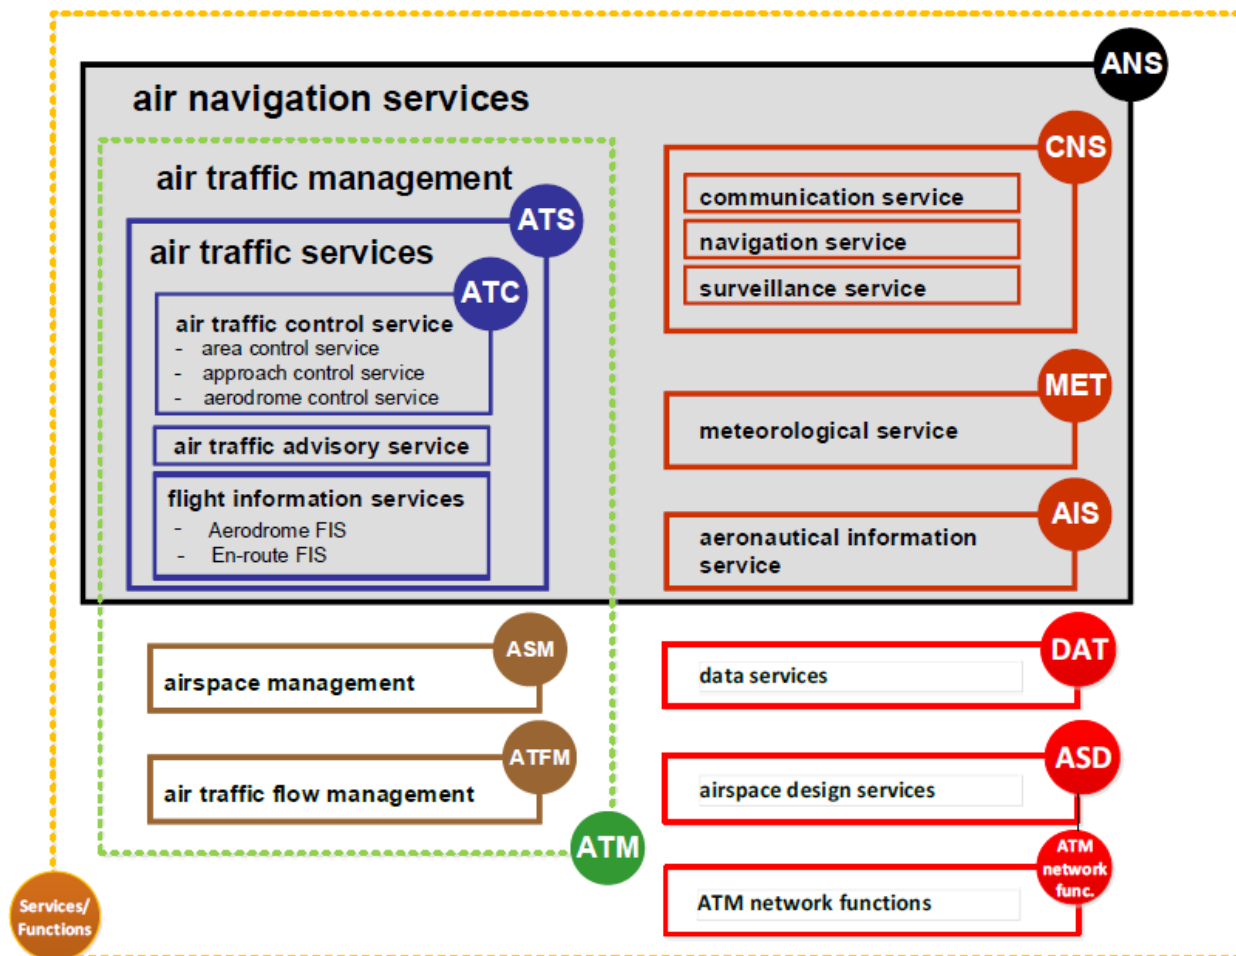 ANS
air navigation services
CNS
air traffic management
communication service
ATS
navigation service
air traffic services
surveillance service
ATC
air traffic control service
- area control service
- approach control service
- aerodrome control service
MET
meteorological service
air traffic advisory service
flight information services
- Aerodrome FIS
- En-route FIS
AIS
aeronautical information
service
ASM
airspace management
DAT
data services
ATFM
air traffic flow management
ASD
airspace design services
ATM
ATM
network
func.
ATM network functions
Services/
Functions